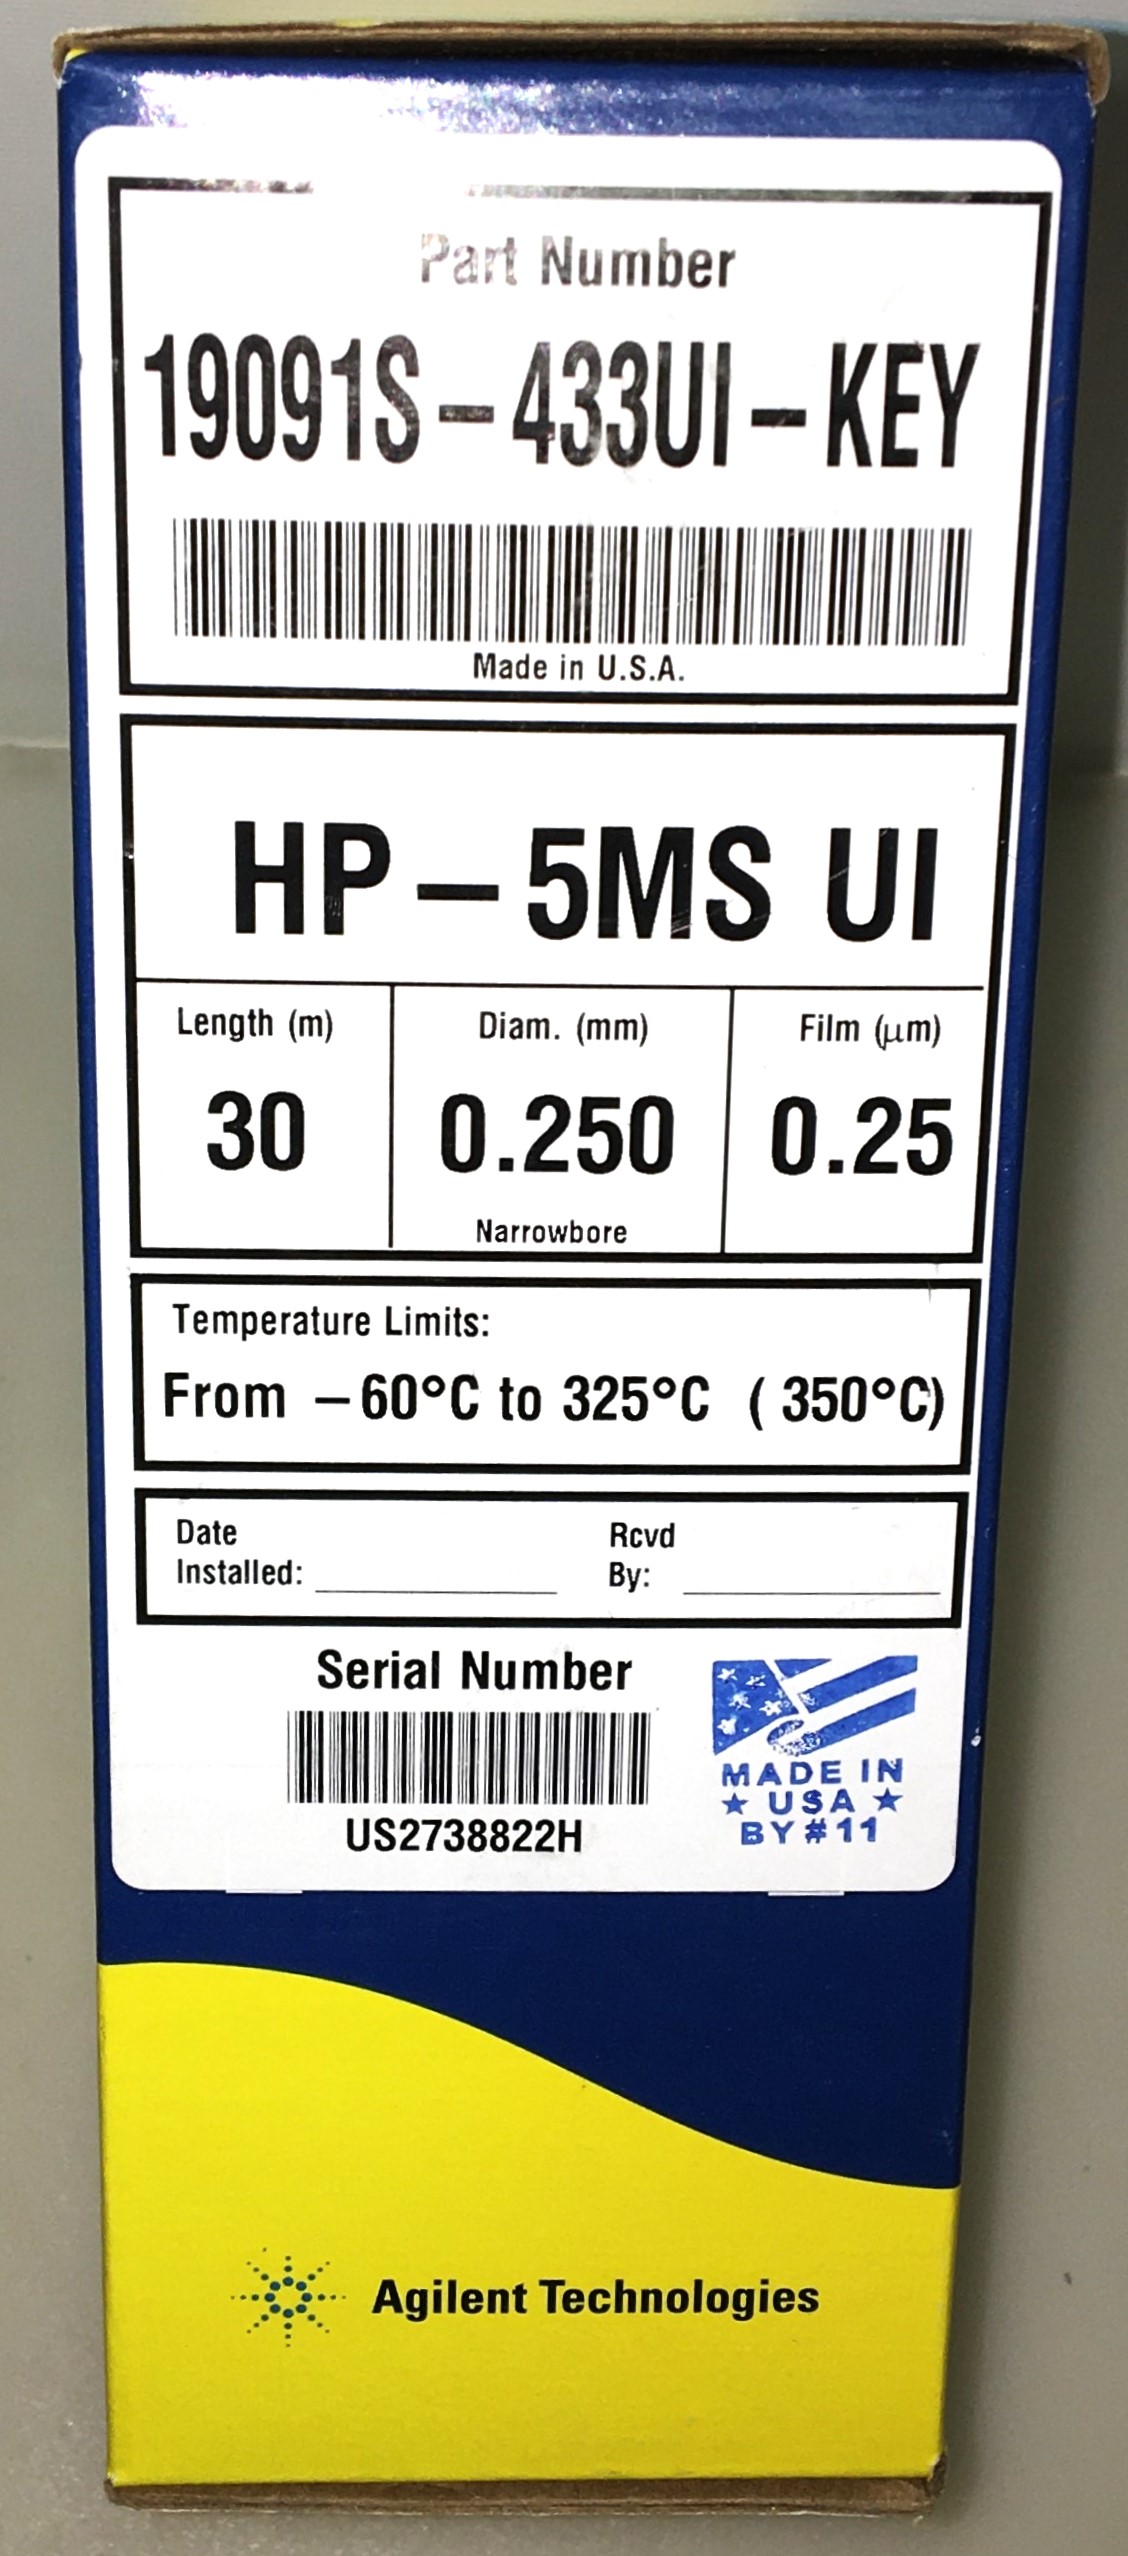 Part Number
19091S-433UI-KEY
Made in U.S.A.
HP-5MS UI
Length (m) Diam. (mm) Film (μm)
30 0.250 0.25
Narrowbore
Temperature Limits:
From -60°C to 325°C (350°C)
Date Rcvd
Installed: By:
Serial Number
US2738822H
MADE IN
★ USA ★
BY #11
Agilent Technologies